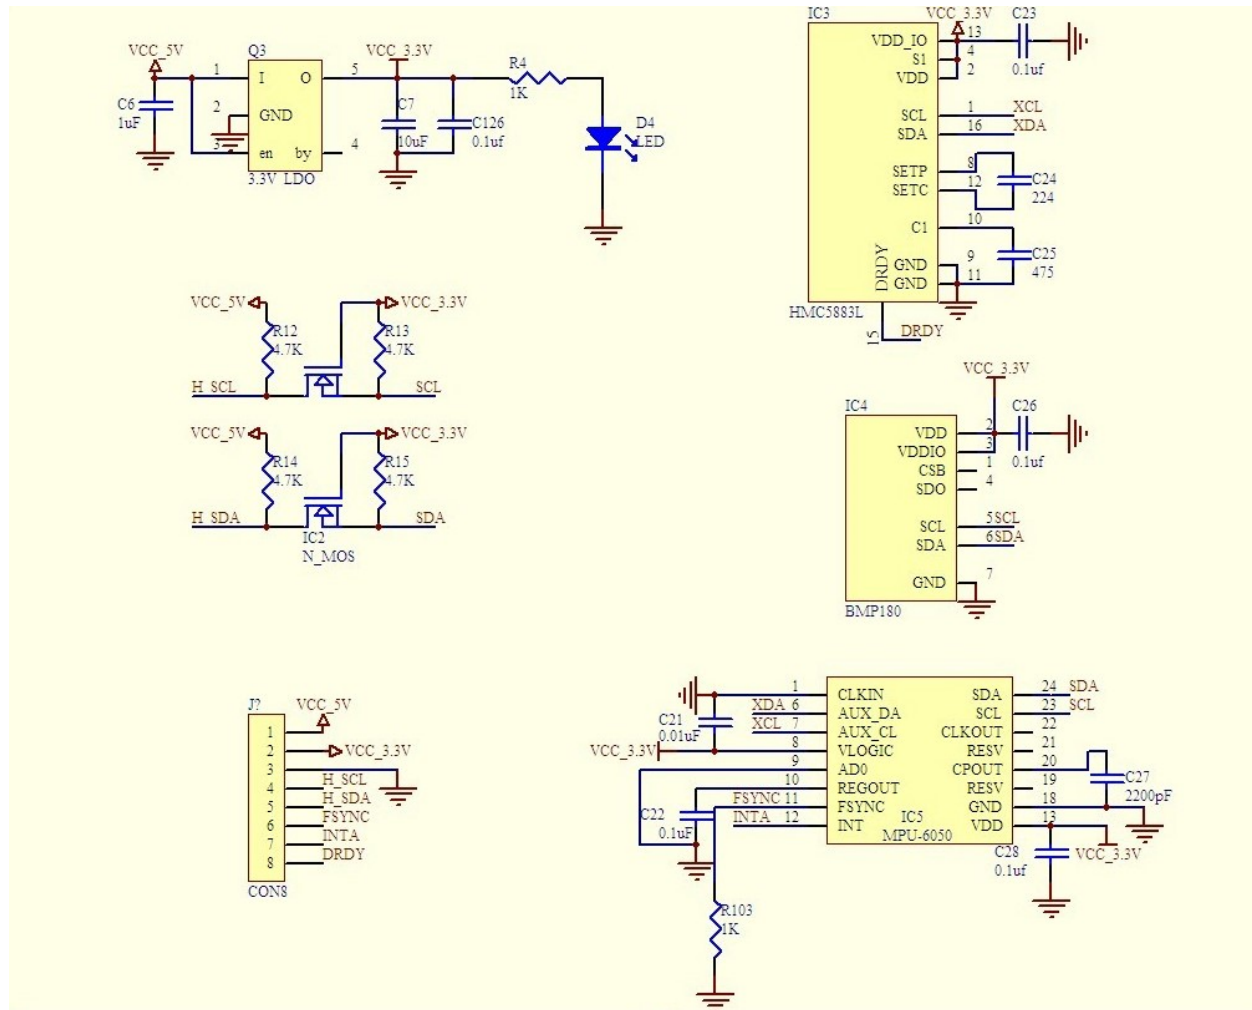 VCC_5V
Q3
VCC_3.3V
1
I
O
5
R4
1K
C6
1uF
2
GND
C7
10uF
C126
0.1uf
D4
LED
3
en
by
4
3.3V LDO
IC3
VCC_3.3V
C23
VDD_IO
13
S1
4
0.1uf
VDD
2
SCL
1
XCL
SDA
16
XDA
SETP
8
SETC
12
C24
224
C1
10
C25
475
DRDY
GND
9
GND
11
HMC5883L
15
DRDY
VCC_5V
VCC_3.3V
R12
4.7K
R13
4.7K
H_SCL
SCL
VCC_5V
VCC_3.3V
R14
4.7K
R15
4.7K
H_SDA
SDA
IC2
N_MOS
VCC_3.3V
IC4
C26
VDD
2
VDDIO
3
0.1uf
CSB
1
SDO
4
SCL
5
SCL
SDA
6
SDA
GND
7
BMP180
J?
VCC_5V
1
2
VCC_3.3V
3
4
H_SCL
5
H_SDA
6
FSYNC
7
INTA
8
DRDY
CON8
1
CLKIN
SDA
24
SDA
XDA
6
AUX_DA
SCL
23
SCL
C21
0.01uF
XCL
7
AUX_CL
CLKOUT
22
VCC_3.3V
8
VLOGIC
RESV
21
9
AD0
CPOUT
20
10
REGOUT
RESV
19
C27
2200pF
FSYNC
11
FSYNC
GND
18
C22
0.1uF
INTA
12
INT
VDD
13
IC5
MPU-6050
C28
0.1uf
VCC_3.3V
R103
1K